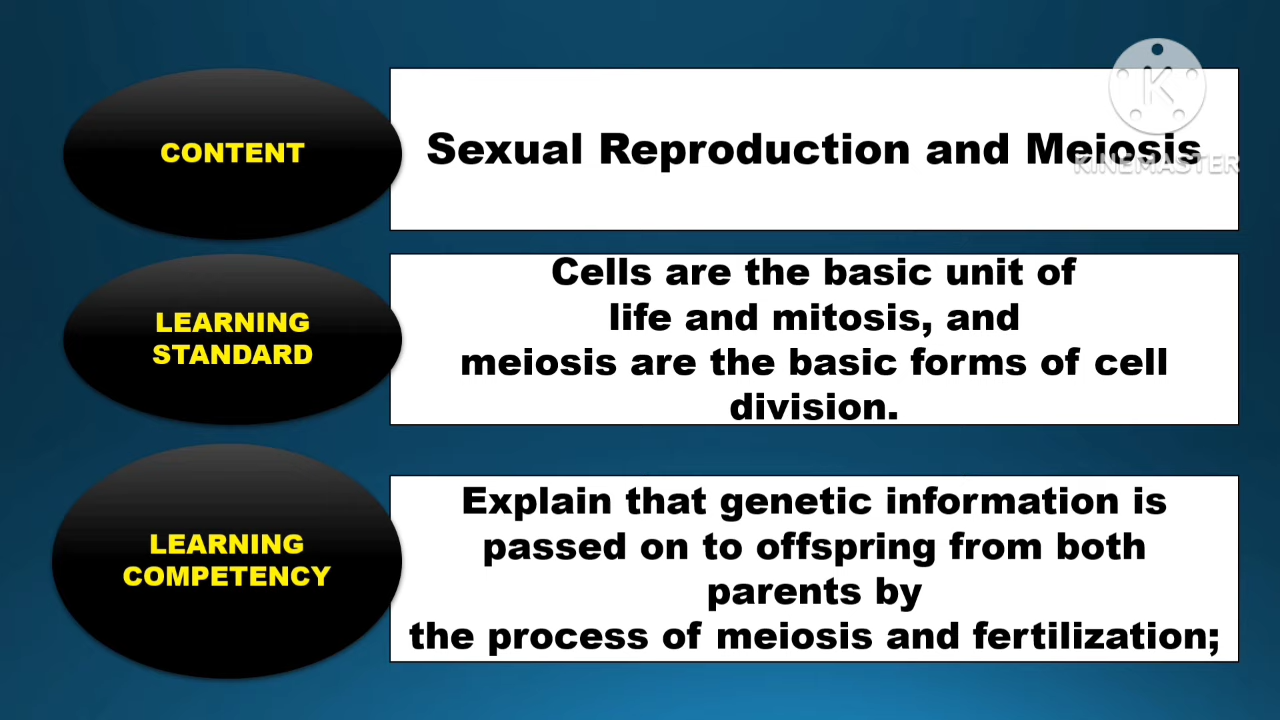 CONTENT
Sexual Reproduction and Meiosis
KINEMASTER
LEARNING
STANDARD
Cells are the basic unit of
life and mitosis, and
meiosis are the basic forms of cell
division.
LEARNING
COMPETENCY
Explain that genetic information is
passed on to offspring from both
parents by
the process of meiosis and fertilization;